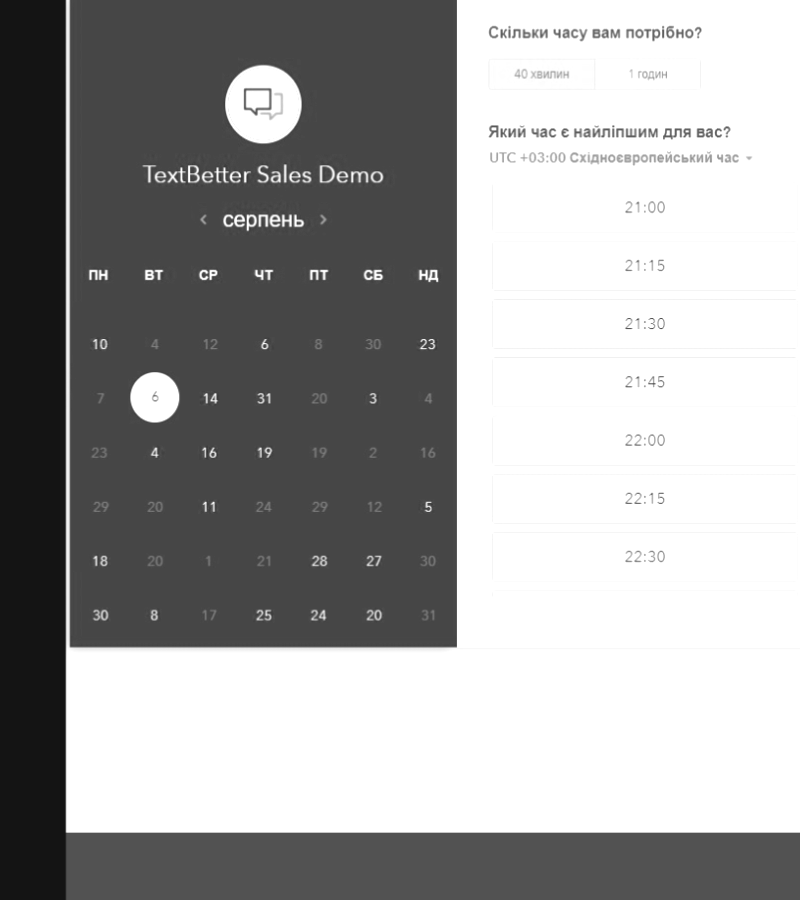 TextBetter Sales Demo
< серпень >
ПН ВТ СР ЧТ ПТ СБ НД
10 4 12 6 8 30 23
7 6 14 31 20 3 4
23 4 16 19 19 2 16
29 20 11 24 29 12 5
18 20 1 21 28 27 30
30 8 17 25 24 20 31
Скільки часу вам потрібно?
40 хвилин 1 годин
Який час є найліпшим для вас?
UTC +03:00 Східноєвропейський час
21:00
21:15
21:30
21:45
22:00
22:15
22:30